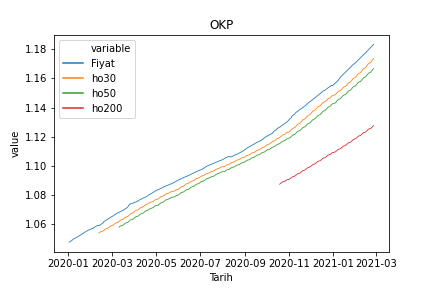 OKP
variable
Fiyat
ho30
ho50
ho200
value
1.18
1.16
1.14
1.12
1.10
1.08
1.06
2020-01 2020-03 2020-05 2020-07 2020-09 2020-11 2021-01 2021-03
Tarih